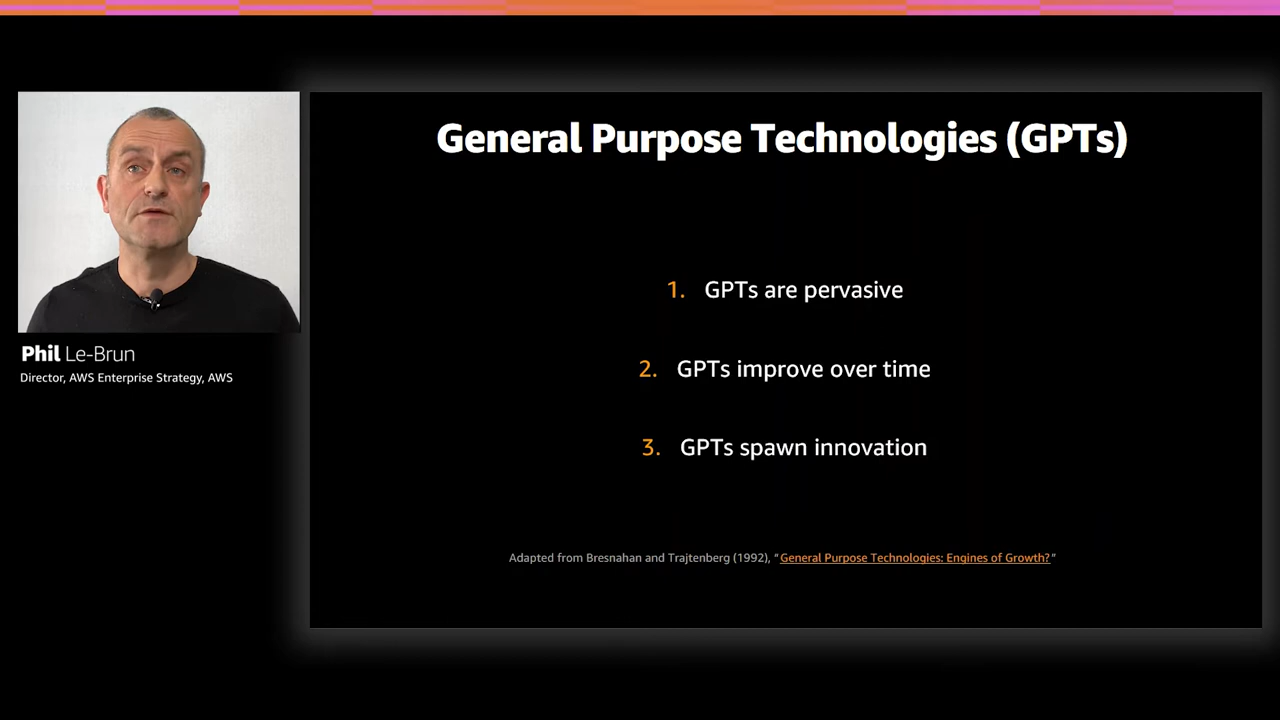 General Purpose Technologies (GPTs)
1. GPTs are pervasive
2. GPTs improve over time
3. GPTs spawn innovation
Adapted from Bresnahan and Trajtenberg (1992), “General Purpose Technologies: Engines of Growth?”
Phil Le-Brun
Director, AWS Enterprise Strategy, AWS